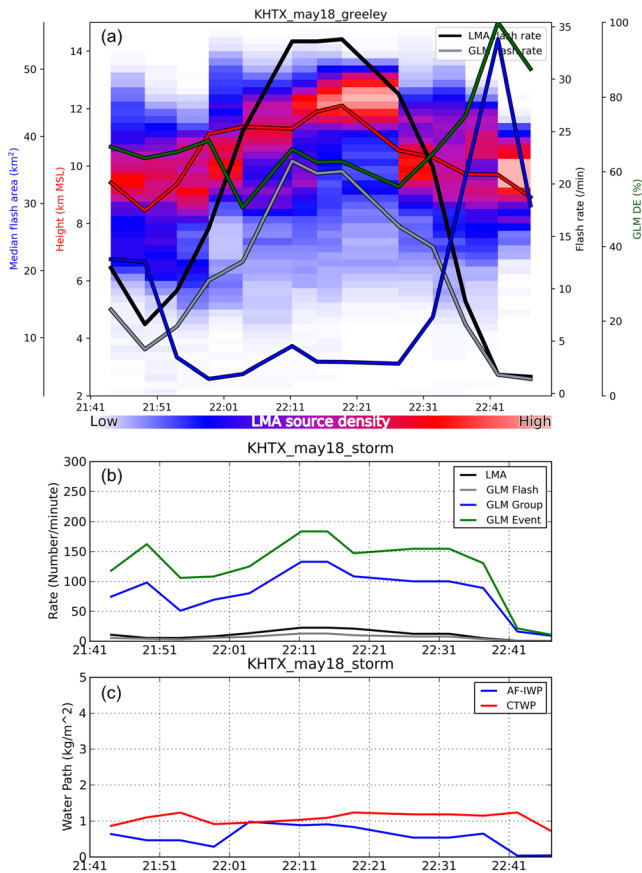 KHTX_may18_greeley
(a)
LMA flash rate
GLM flash rate
Median flash area (km²)
50
40
30
20
10
Height (km MSL)
14
12
10
8
6
4
2
Flash rate (/min)
35
30
25
20
15
10
5
0
GLM DE (%)
100
80
60
40
20
0
21:41 21:51 22:01 22:11 22:21 22:31 22:41
Low LMA source density High
KHTX_may18_storm
(b)
LMA
GLM Flash
GLM Group
GLM Event
Rate (Number/minute)
300
250
200
150
100
50
0
21:41 21:51 22:01 22:11 22:21 22:31 22:41
KHTX_may18_storm
(c)
AF-IWP
CTWP
Water Path (kg/m^2)
5
4
3
2
1
0
21:41 21:51 22:01 22:11 22:21 22:31 22:41